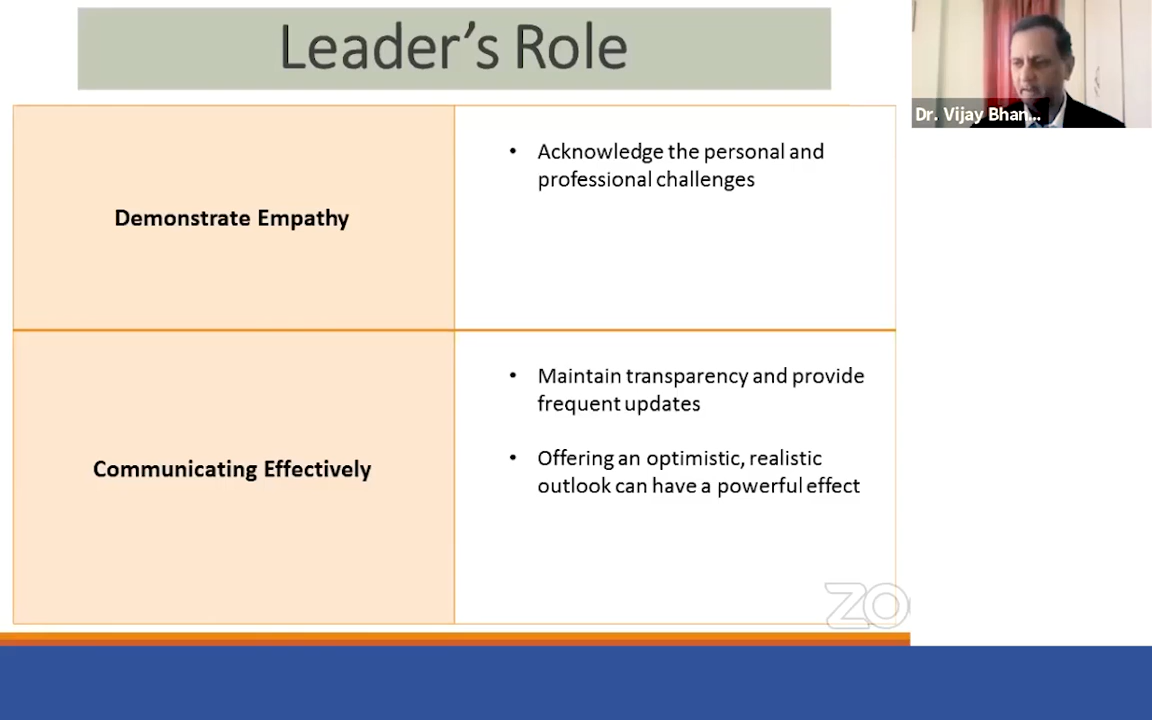 Leader's Role
Dr. Vijay Bhan...
Demonstrate Empathy
• Acknowledge the personal and
professional challenges
Communicating Effectively
• Maintain transparency and provide
frequent updates
• Offering an optimistic, realistic
outlook can have a powerful effect
ZO